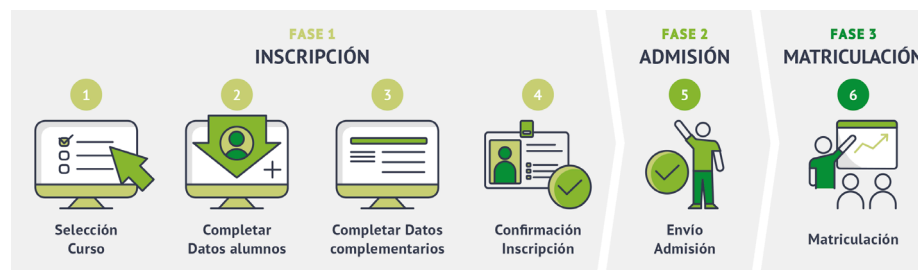 FASE 1
INSCRIPCIÓN
1
2
3
4
Selección
Curso
Completar
Datos alumnos
Completar Datos
complementarios
Confirmación
Inscripción
FASE 2
ADMISIÓN
5
Envío
Admisión
FASE 3
MATRICULACIÓN
6
Matriculación